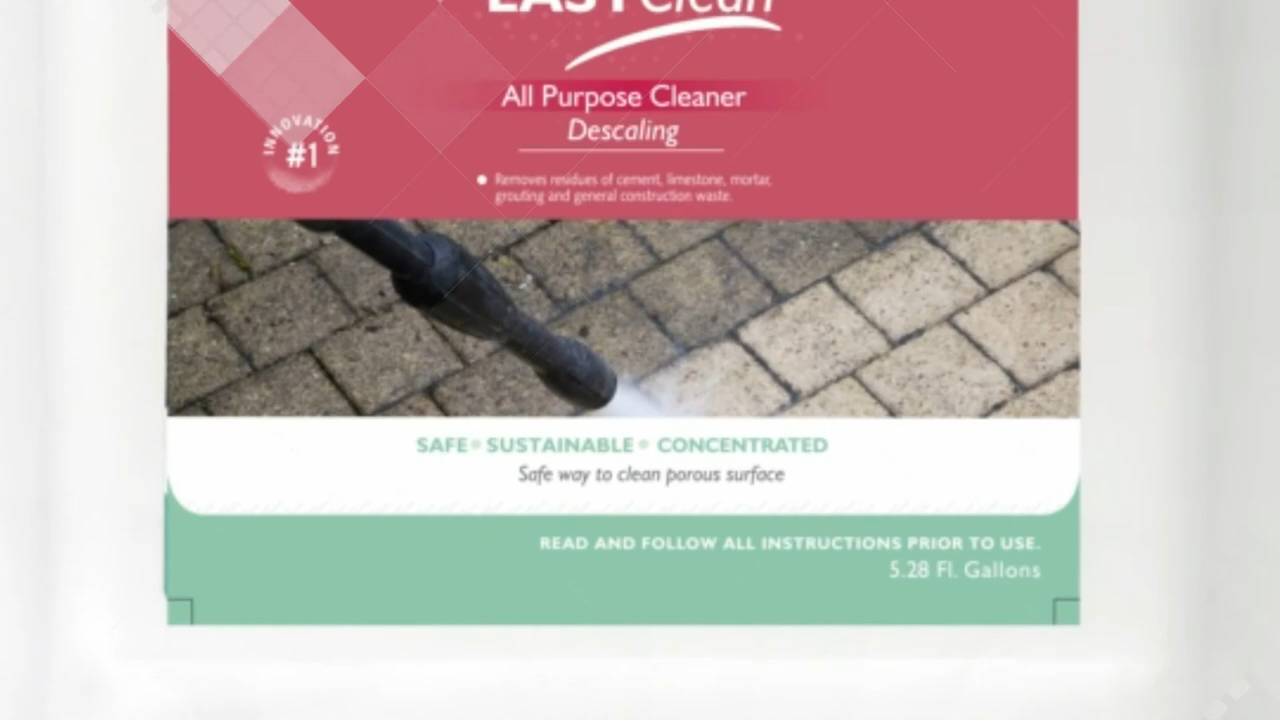 Clean
All Purpose Cleaner
Descaling
INNOVATION
#1
• Removes residues of cement, limestone, mortar,
grouting and general construction waste.
SAFE • SUSTAINABLE • CONCENTRATED
Safe way to clean porous surface
READ AND FOLLOW ALL INSTRUCTIONS PRIOR TO USE.
5.28 Fl. Gallons